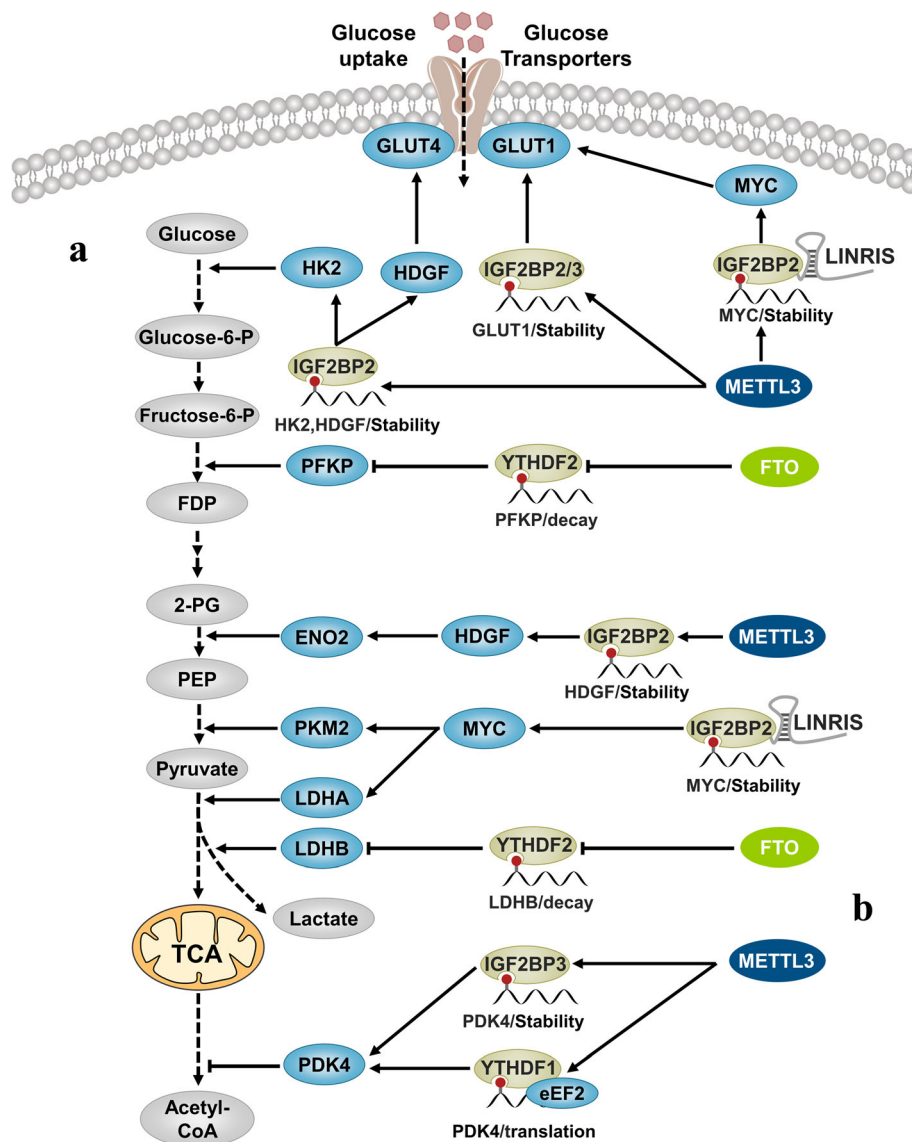 Glucose
uptake
Glucose
Transporters
GLUT4
GLUT1
MYC
a
Glucose
HK2
HDGF
IGF2BP2/3
IGF2BP2
LINRIS
GLUT1/Stability
MYC/Stability
Glucose-6-P
IGF2BP2
METTL3
Fructose-6-P
HK2,HDGF/Stability
PFKP
YTHDF2
FTO
FDP
PFKP/decay
2-PG
ENO2
HDGF
IGF2BP2
METTL3
PEP
HDGF/Stability
PKM2
MYC
IGF2BP2
LINRIS
Pyruvate
MYC/Stability
LDHA
LDHB
YTHDF2
FTO
LDHB/decay
Lactate
b
TCA
IGF2BP3
METTL3
PDK4/Stability
PDK4
YTHDF1
eEF2
Acetyl-
CoA
PDK4/translation